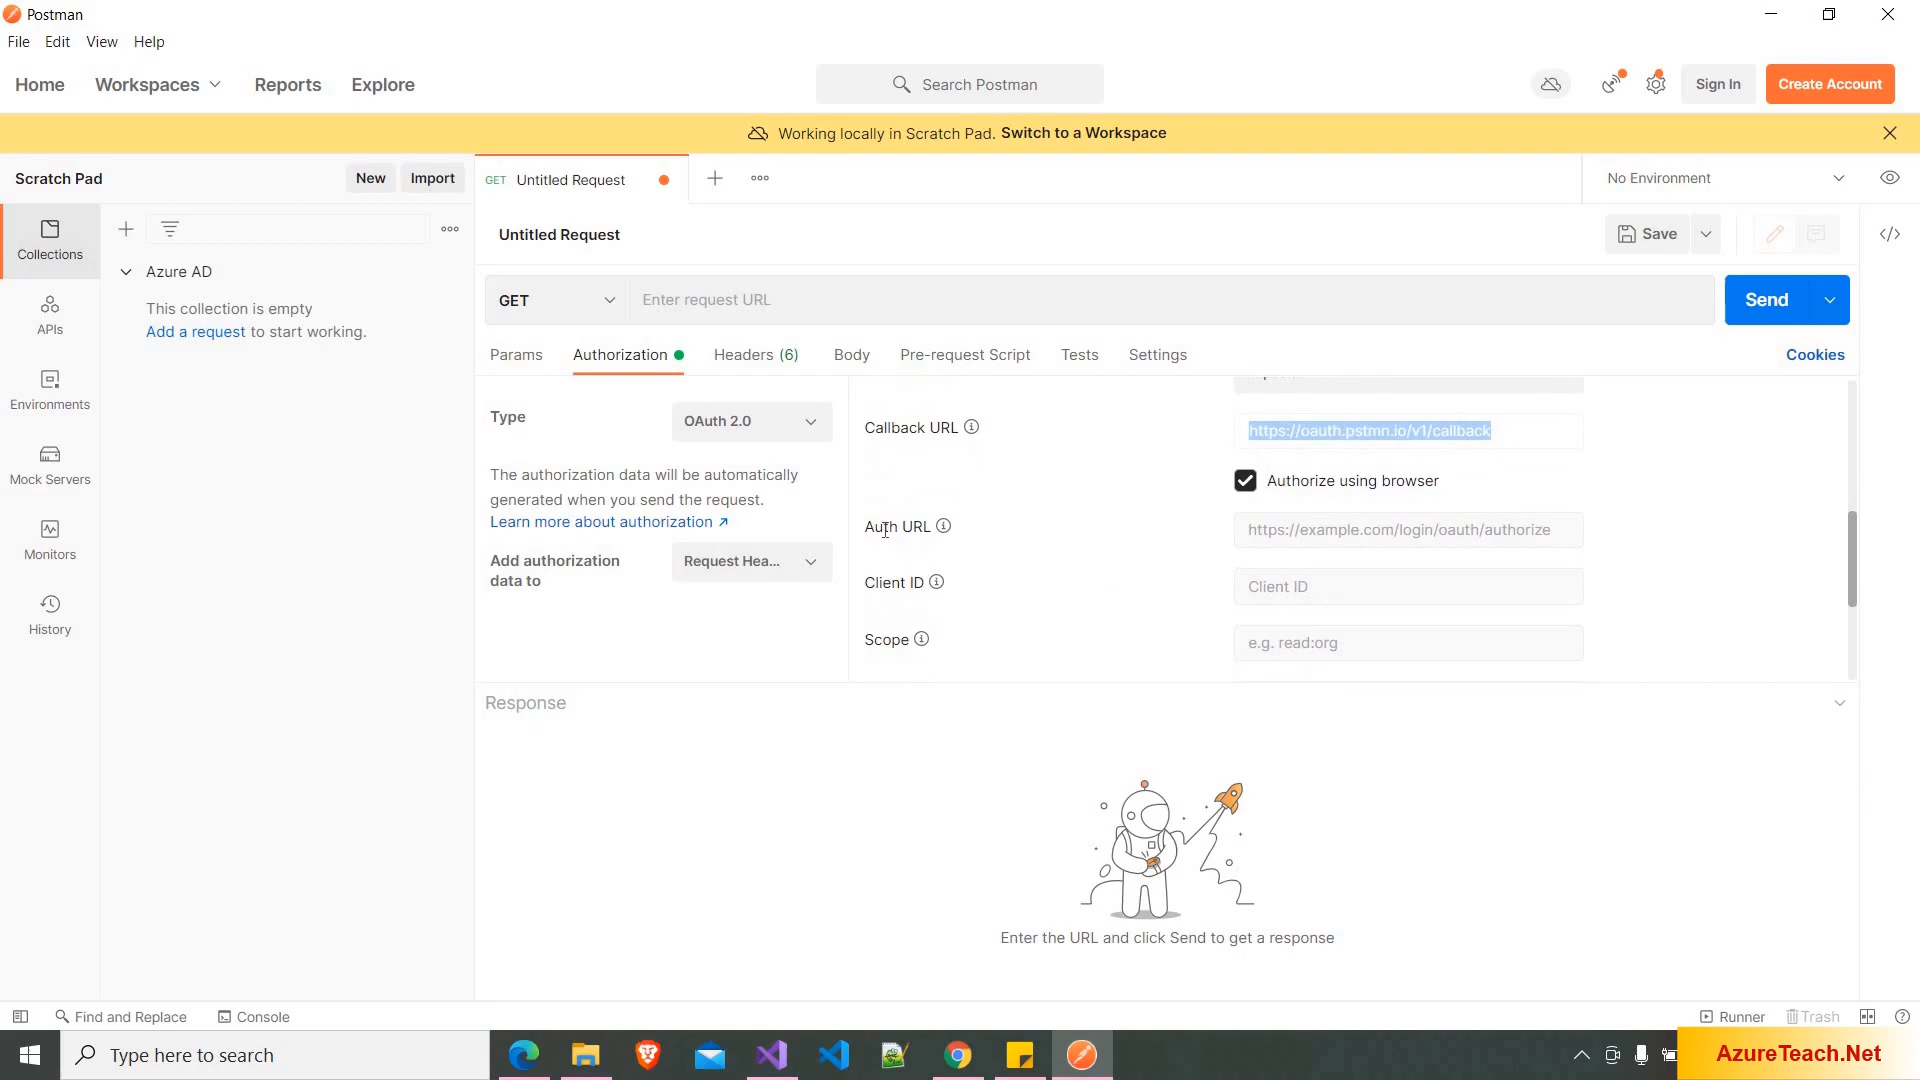 Postman
File Edit View Help
Home Workspaces Reports Explore
Search Postman
Sign In
Create Account
Working locally in Scratch Pad. Switch to a Workspace
Scratch Pad
New
Import
GET Untitled Request
No Environment
Collections
APIs
Environments
Mock Servers
Monitors
History
Azure AD
This collection is empty
Add a request to start working.
Untitled Request
Save
GET
Enter request URL
Send
Params Authorization Headers (6) Body Pre-request Script Tests Settings
Cookies
Type
OAuth 2.0
The authorization data will be automatically
generated when you send the request.
Learn more about authorization ↗
Add authorization
data to
Request Hea...
Callback URL
https://oauth.pstmn.io/v1/callback
Authorize using browser
Auth URL
https://example.com/login/oauth/authorize
Client ID
Client ID
Scope
e.g. read:org
Response
Enter the URL and click Send to get a response
Find and Replace
Console
Runner
Trash
Type here to search
AzureTeach.Net